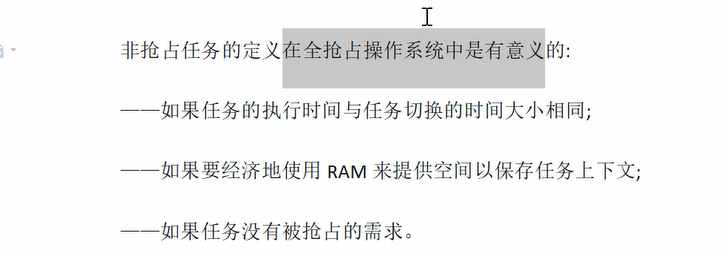 非抢占任务的定义在全抢占操作系统中是有意义的:
——如果任务的执行时间与任务切换的时间大小相同;
——如果要经济地使用 RAM 来提供空间以保存任务上下文;
——如果任务没有被抢占的需求。